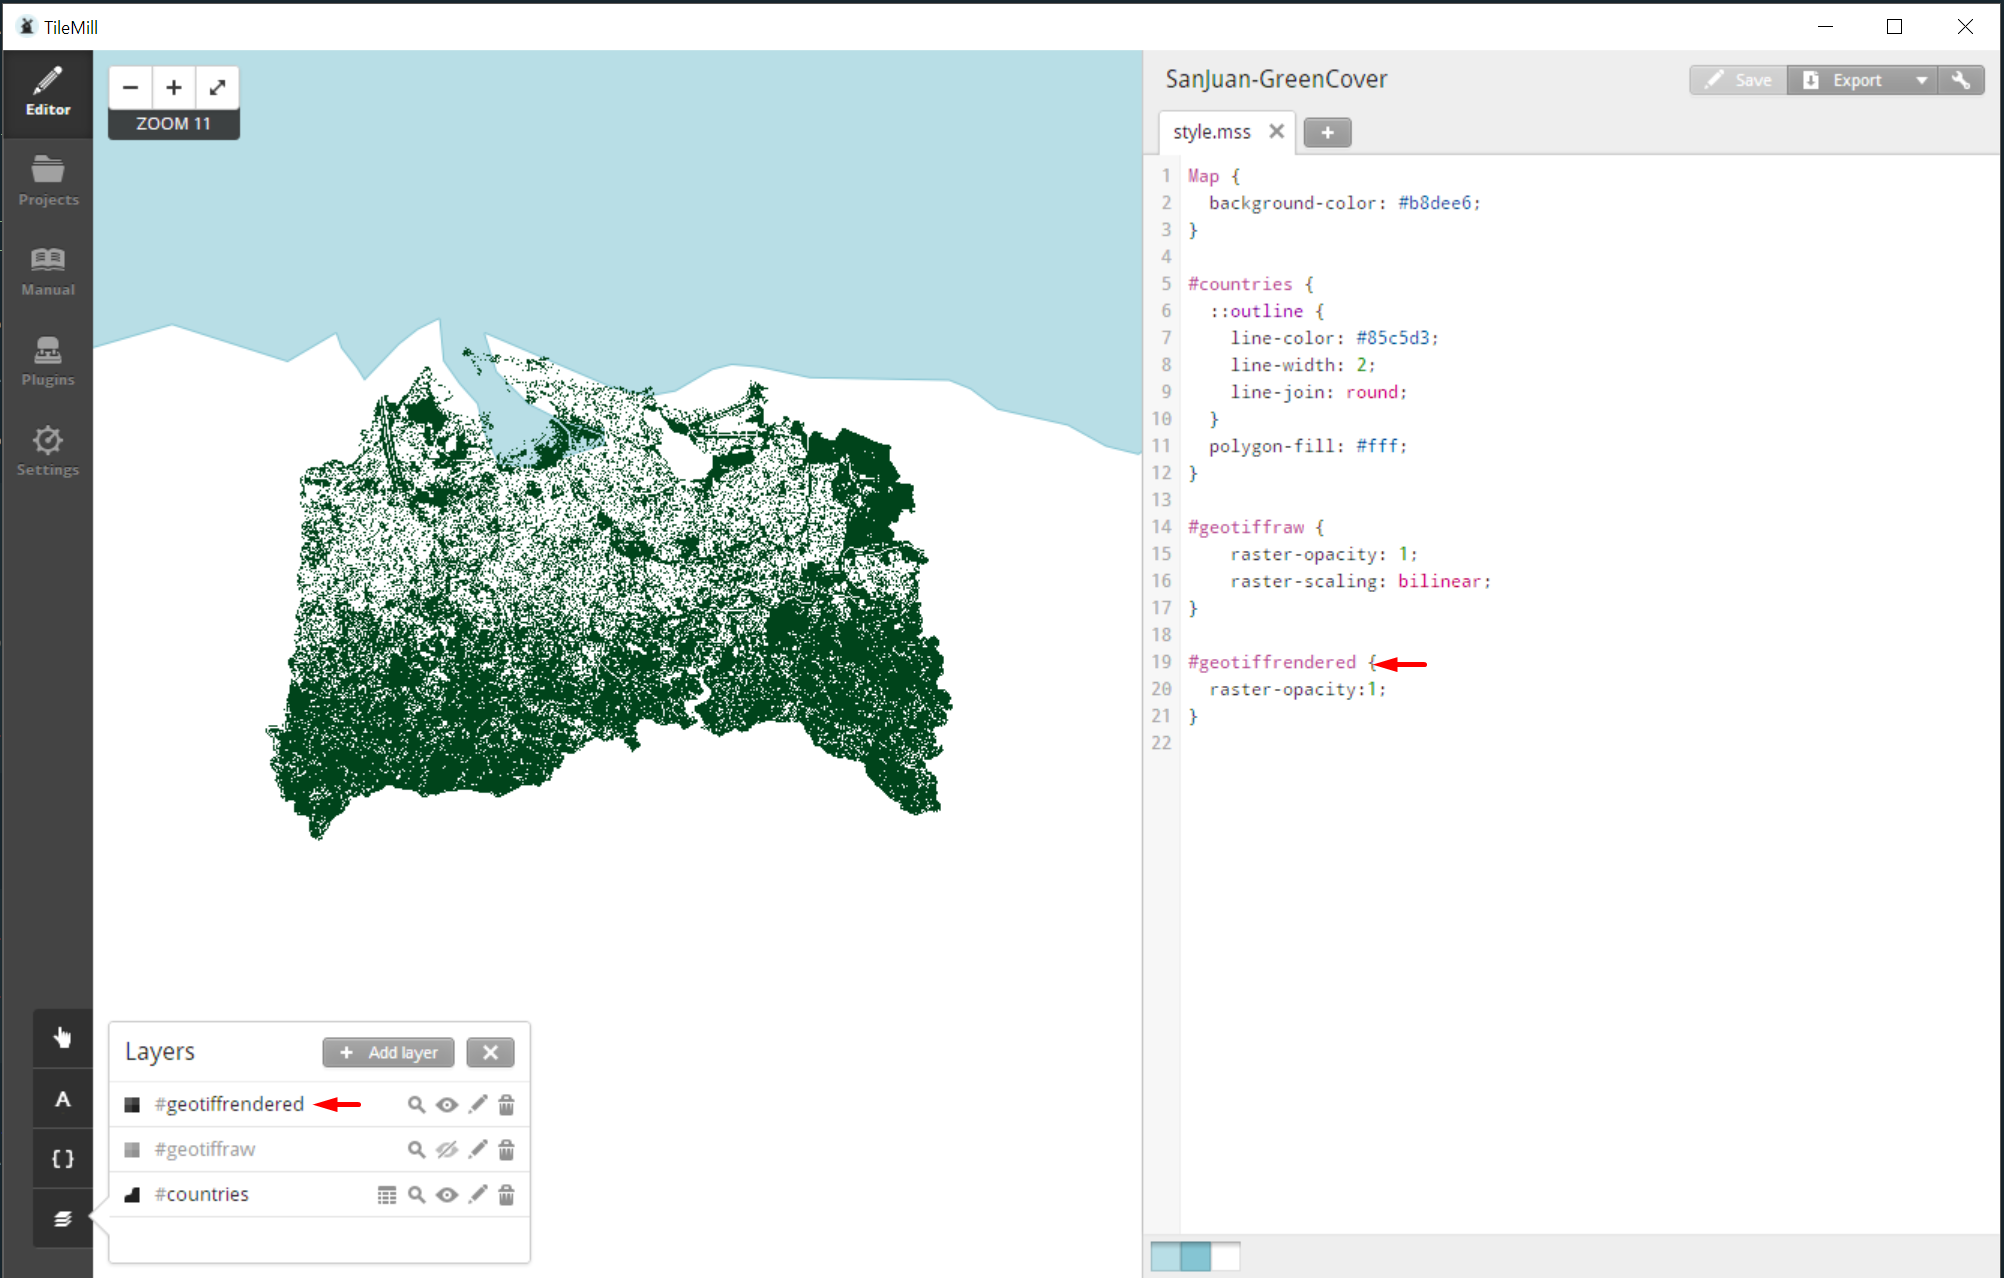 TileMill
Editor
Projects
Manual
Plugins
Settings
ZOOM 11
SanJuan-GreenCover
Save
Export
style.mss
1 Map {
2   background-color: #b8dee6;
3 }
4
5 #countries {
6   ::outline {
7     line-color: #85c5d3;
8     line-width: 2;
9     line-join: round;
10   }
11   polygon-fill: #fff;
12 }
13
14 #geotiffraw {
15     raster-opacity: 1;
16     raster-scaling: bilinear;
17 }
18
19 #geotiffrendered {
20   raster-opacity:1;
21 }
22
A
{}
Layers
+ Add layer
#geotiffrendered
#geotiffraw
#countries